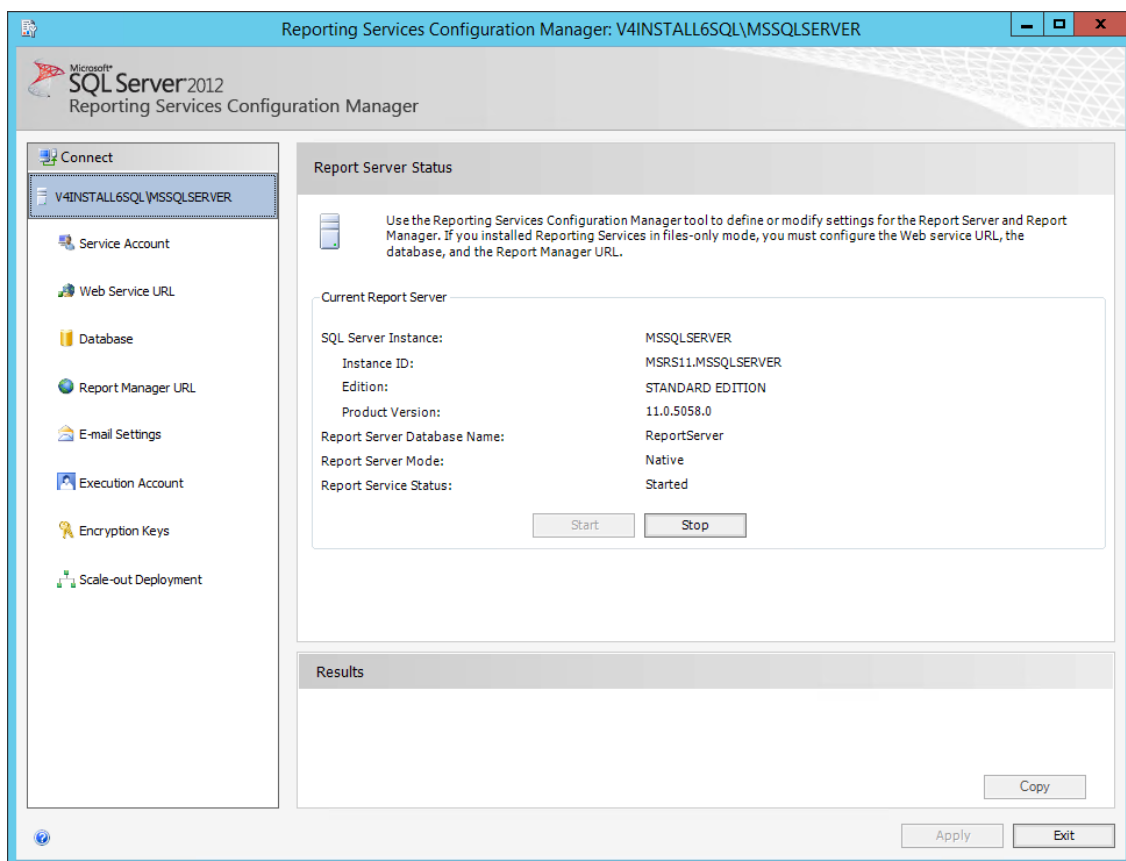 Reporting Services Configuration Manager: V4INSTALL6SQL\MSSQLSERVER
Microsoft®
SQL Server 2012
Reporting Services Configuration Manager
Connect
V4INSTALL6SQL\MSSQLSERVER
Service Account
Web Service URL
Database
Report Manager URL
E-mail Settings
Execution Account
Encryption Keys
Scale-out Deployment
Report Server Status
Use the Reporting Services Configuration Manager tool to define or modify settings for the Report Server and Report
Manager. If you installed Reporting Services in files-only mode, you must configure the Web service URL, the
database, and the Report Manager URL.
Current Report Server
SQL Server Instance: MSSQLSERVER
Instance ID: MSRS11.MSSQLSERVER
Edition: STANDARD EDITION
Product Version: 11.0.5058.0
Report Server Database Name: ReportServer
Report Server Mode: Native
Report Service Status: Started
Start Stop
Results
Copy
Apply Exit